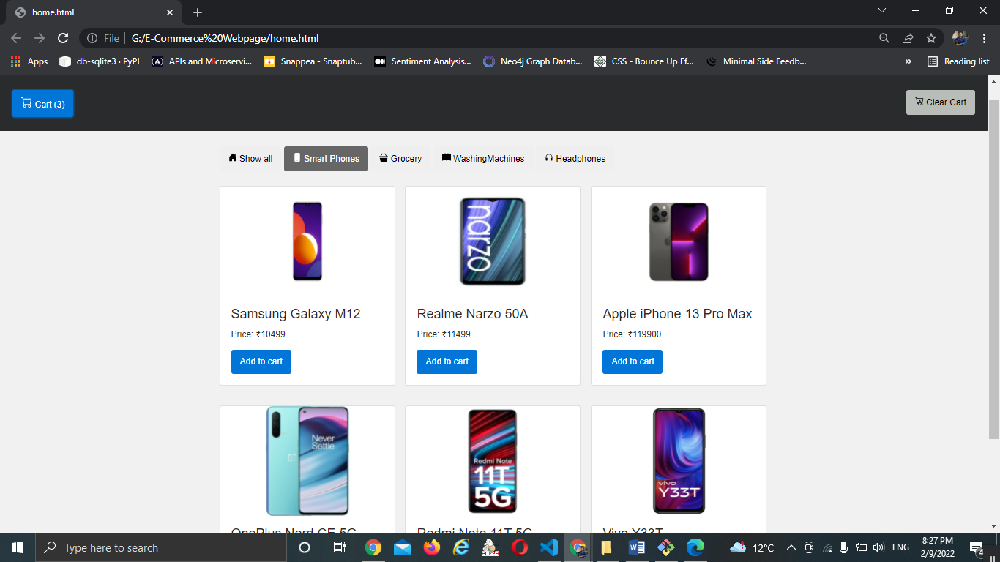 home.html
File G:/E-Commerce%20Webpage/home.html
Apps db-sqlite3 · PyPI APIs and Microservi... Snappea - Snaptub... Sentiment Analysis... Neo4j Graph Datab... CSS - Bounce Up Ef... Minimal Side Feedb... » Reading list
Cart (3) Clear Cart
Show all Smart Phones Grocery WashingMachines Headphones
narzo
Samsung Galaxy M12 Realme Narzo 50A Apple iPhone 13 Pro Max
Price: ₹10499 Price: ₹11499 Price: ₹119900
Add to cart Add to cart Add to cart
Never
Settle
Redmi Note
11T
5G
vivo
Y33T
OnePlus Nord CE 5G Redmi Note 11T 5G Vivo Y33T
Type here to search PDF24 12°C ENG 8:27 PM
2/9/2022
4